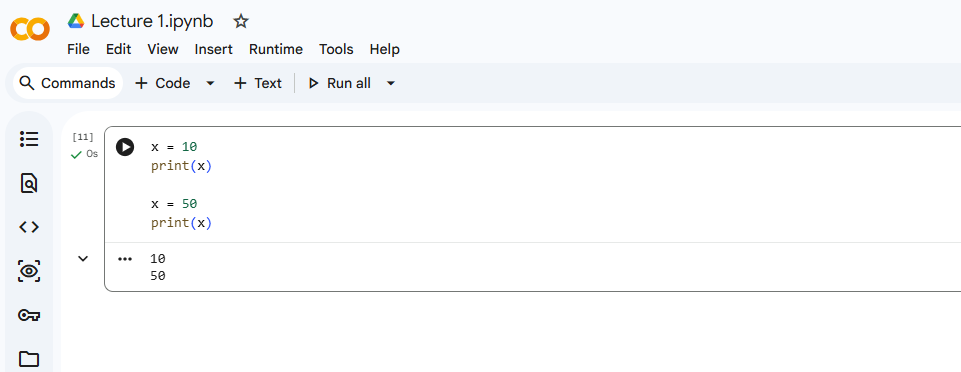 Lecture 1.ipynb
File Edit View Insert Runtime Tools Help
Commands + Code + Text Run all
[11]
0s
x = 10
print(x)
x = 50
print(x)
10
50